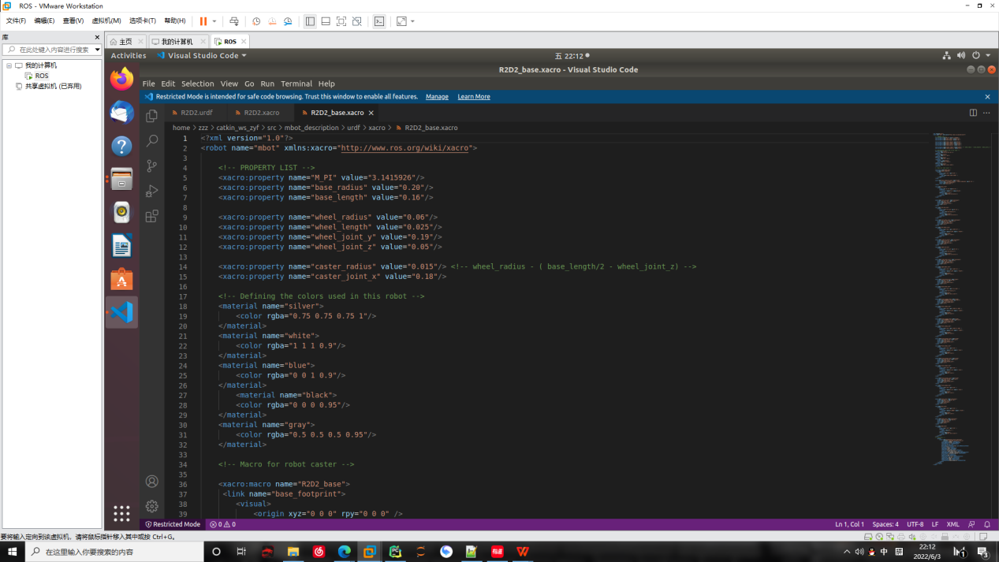 ROS - VMware Workstation
文件(F) 编辑(E) 查看(V) 虚拟机(M) 选项卡(T) 帮助(H)
库
在此处键入内容进行搜索
我的计算机
ROS
共享虚拟机 (已弃用)
主页 我的计算机 ROS
Activities Visual Studio Code 五 22:12
R2D2_base.xacro - Visual Studio Code
File Edit Selection View Go Run Terminal Help
Restricted Mode is intended for safe code browsing. Trust this window to enable all features. Manage Learn More
R2D2.urdf R2D2.xacro R2D2_base.xacro
home > zzz > catkin_ws_zyf > src > mbot_description > urdf > xacro > R2D2_base.xacro
1 <?xml version="1.0"?>
2 <robot name="mbot" xmlns:xacro="http://www.ros.org/wiki/xacro">
3
4 <!-- PROPERTY LIST -->
5 <xacro:property name="M_PI" value="3.1415926"/>
6 <xacro:property name="base_radius" value="0.20"/>
7 <xacro:property name="base_length" value="0.16"/>
8
9 <xacro:property name="wheel_radius" value="0.06"/>
10 <xacro:property name="wheel_length" value="0.025"/>
11 <xacro:property name="wheel_joint_y" value="0.19"/>
12 <xacro:property name="wheel_joint_z" value="0.05"/>
13
14 <xacro:property name="caster_radius" value="0.015"/> <!-- wheel_radius - ( base_length/2 - wheel_joint_z) -->
15 <xacro:property name="caster_joint_x" value="0.18"/>
16
17 <!-- Defining the colors used in this robot -->
18 <material name="silver">
19 <color rgba="0.75 0.75 0.75 1"/>
20 </material>
21 <material name="white">
22 <color rgba="1 1 1 0.9"/>
23 </material>
24 <material name="blue">
25 <color rgba="0 0 1 0.9"/>
26 </material>
27 <material name="black">
28 <color rgba="0 0 0 0.95"/>
29 </material>
30 <material name="gray">
31 <color rgba="0.5 0.5 0.5 0.95"/>
32 </material>
33
34 <!-- Macro for robot caster -->
35
36 <xacro:macro name="R2D2_base">
37 <link name="base_footprint">
38 <visual>
39 <origin xyz="0 0 0" rpy="0 0 0" />
Restricted Mode 0 0 Ln 1, Col 1 Spaces: 4 UTF-8 LF XML
要将输入定向到该虚拟机，请将鼠标指针移入其中或按 Ctrl+G。
在这里输入你要搜索的内容
中
22:12
2022/6/3
1
3